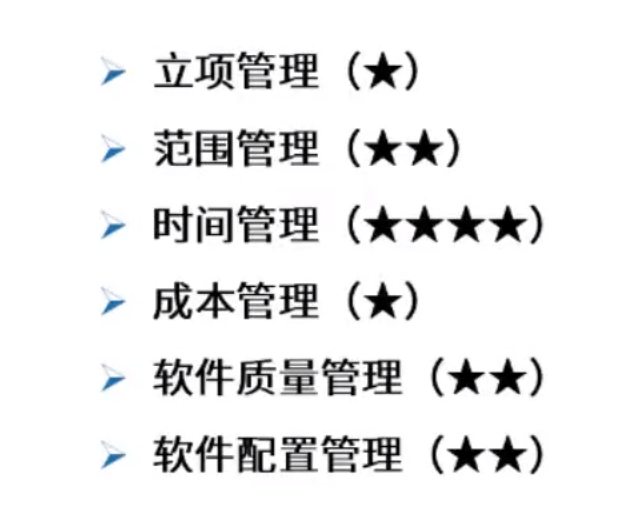 立项管理（★）
范围管理（★★）
时间管理（★★★★）
成本管理（★）
软件质量管理（★★）
软件配置管理（★★）